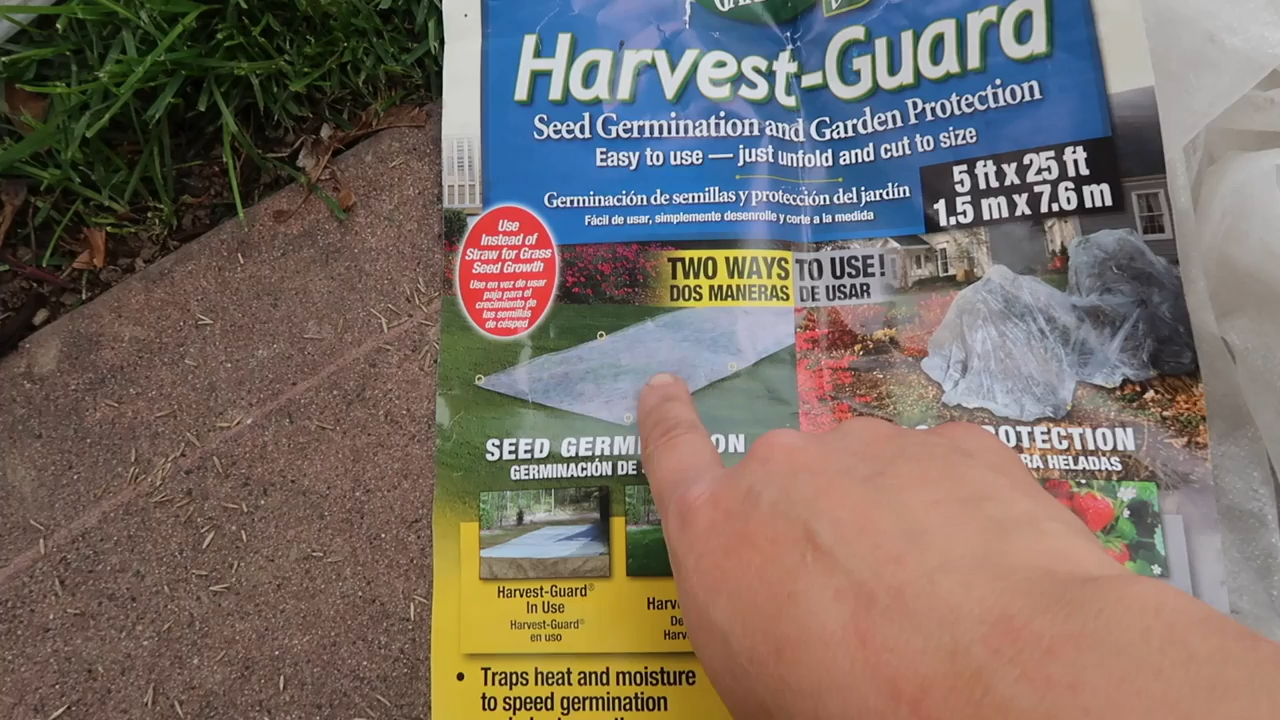 Harvest-Guard
Seed Germination and Garden Protection
Easy to use — just unfold and cut to size
5 ft x 25 ft
1.5 m x 7.6 m
Germinación de semillas y protección del jardín
Fácil de usar, simplemente desenrolle y corte a la medida
Use
Instead of
Straw for Grass
Seed Growth
Use en vez de usar
paja para el
crecimiento de
las semillas
de césped
TWO WAYS TO USE!
DOS MANERAS DE USAR
SEED
GERMINACIÓN DE
HELADAS
Harvest-Guard®
In Use
Harvest-Guard®
en uso
• Traps heat and moisture
to speed germination